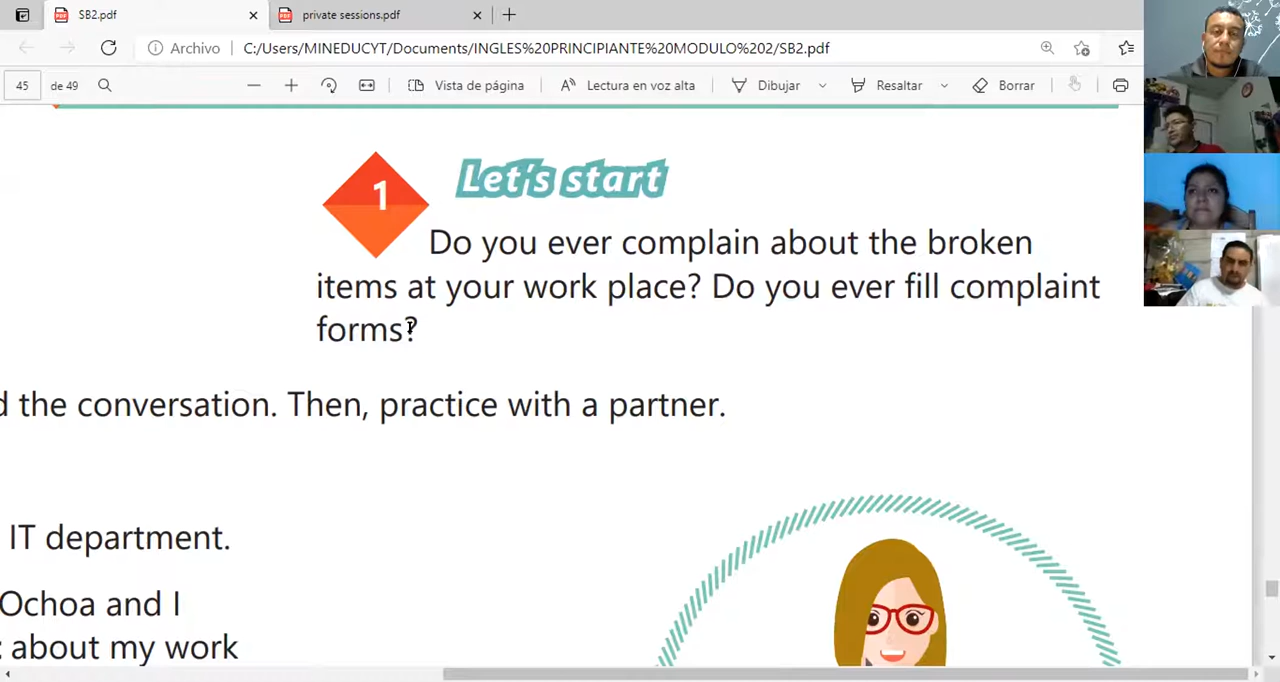 SB2.pdf
private sessions.pdf
Archivo
C:/Users/MINEDUCYT/Documents/INGLES%20PRINCIPIANTE%20MODULO%202/SB2.pdf
45
de 49
Vista de página
Lectura en voz alta
Dibujar
Resaltar
Borrar
1
Let's start
Do you ever complain about the broken
items at your work place? Do you ever fill complaint
forms?
the conversation. Then, practice with a partner.
IT department.
Ochoa and I
about my work